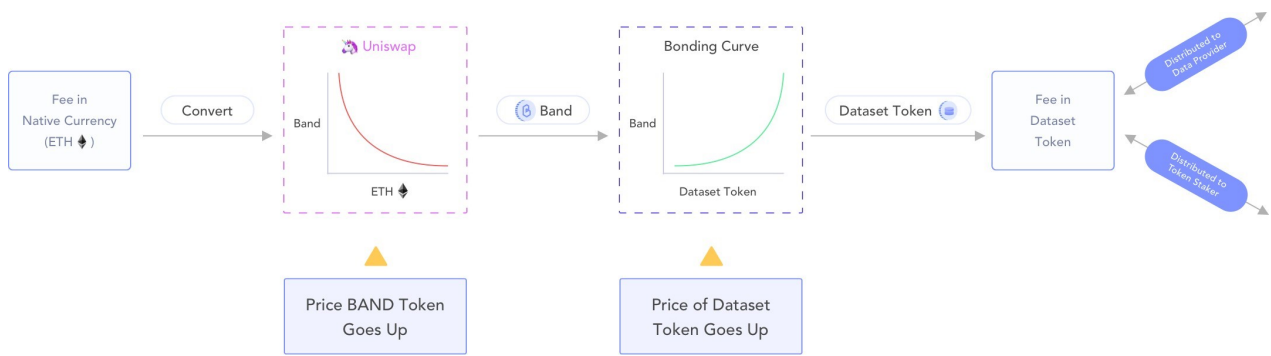 Fee in
Native Currency
(ETH )
Convert
Uniswap
Band
ETH
Band
Bonding Curve
Band
Dataset Token
Dataset Token
Fee in
Dataset
Token
Distributed to
Data Provider
Distributed to
Token Staker
Price BAND Token
Goes Up
Price of Dataset
Token Goes Up